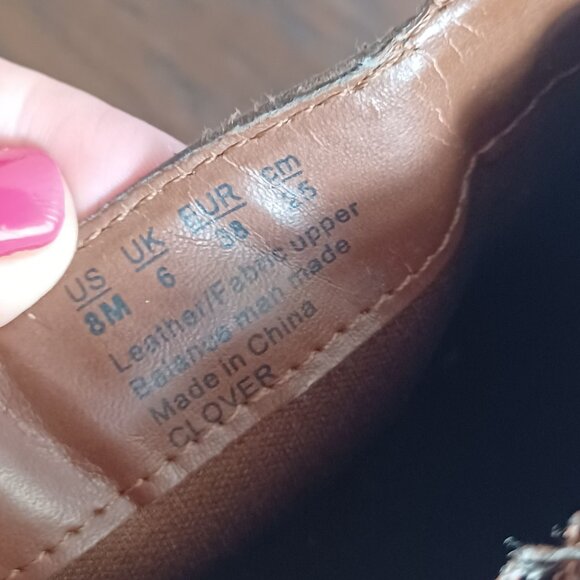 US UK EUR cm
8M 6 38 25
Leather/Fabric upper
Balance man made
Made in China
CLOVER